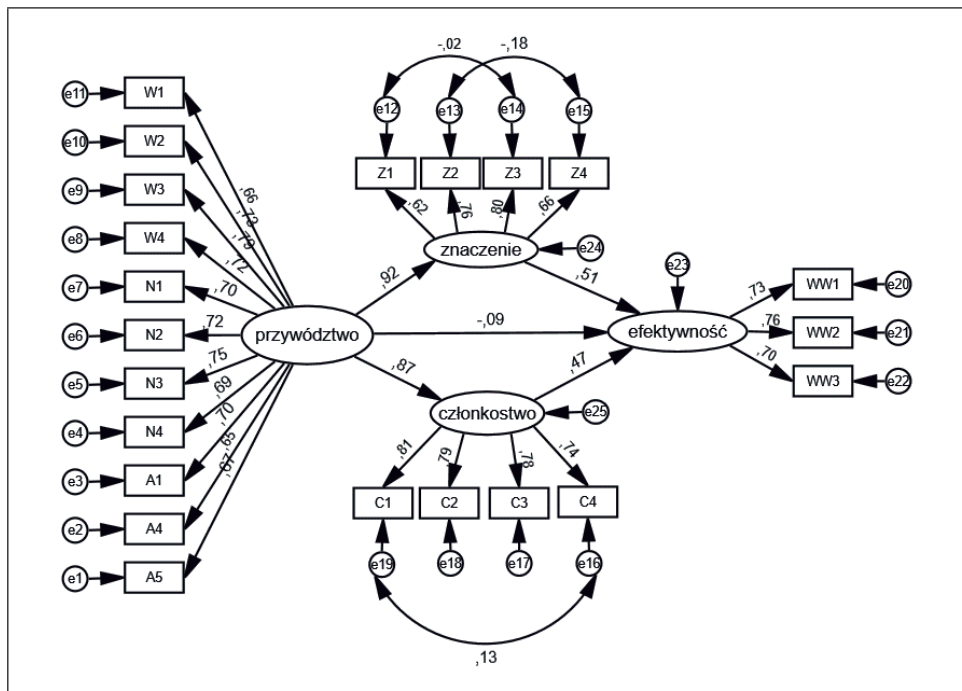 -,02
-,18
e12
e13
e14
e15
Z1
Z2
Z3
Z4
,62
,76
,80
,66
znaczenie
e24
e11
W1
e10
W2
e9
W3
e8
W4
e7
N1
e6
N2
e5
N3
e4
N4
e3
A1
e2
A4
e1
A5
,66
,73
,79
,72
,70
,72
,75
,69
,70
,65
,67
przywództwo
,92
-,09
,87
,51
,47
e23
efektywność
,73
,76
,70
WW1
WW2
WW3
e20
e21
e22
członkostwo
e25
,81
,79
,78
,74
C1
C2
C3
C4
e19
e18
e17
e16
,13